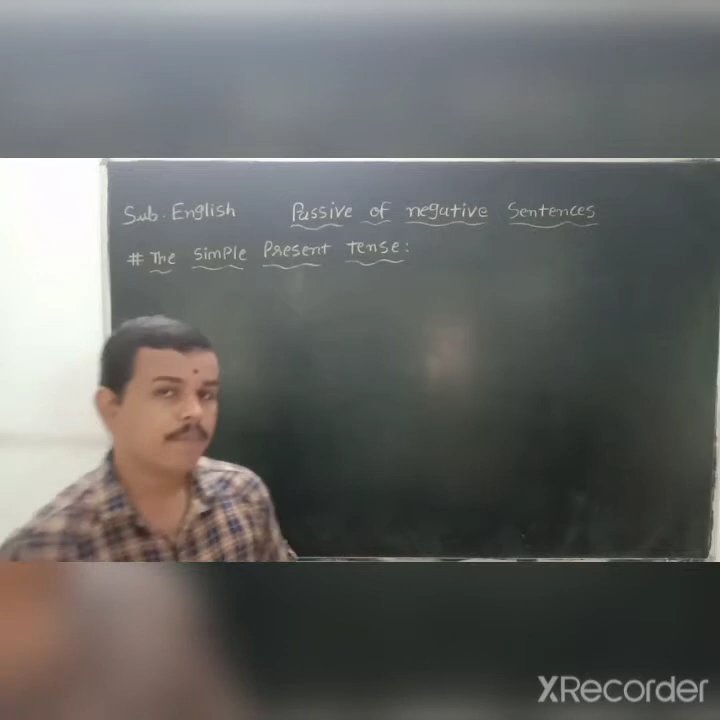 Sub. English Passive of negative Sentences
# The Simple Present tense:
XRecorder